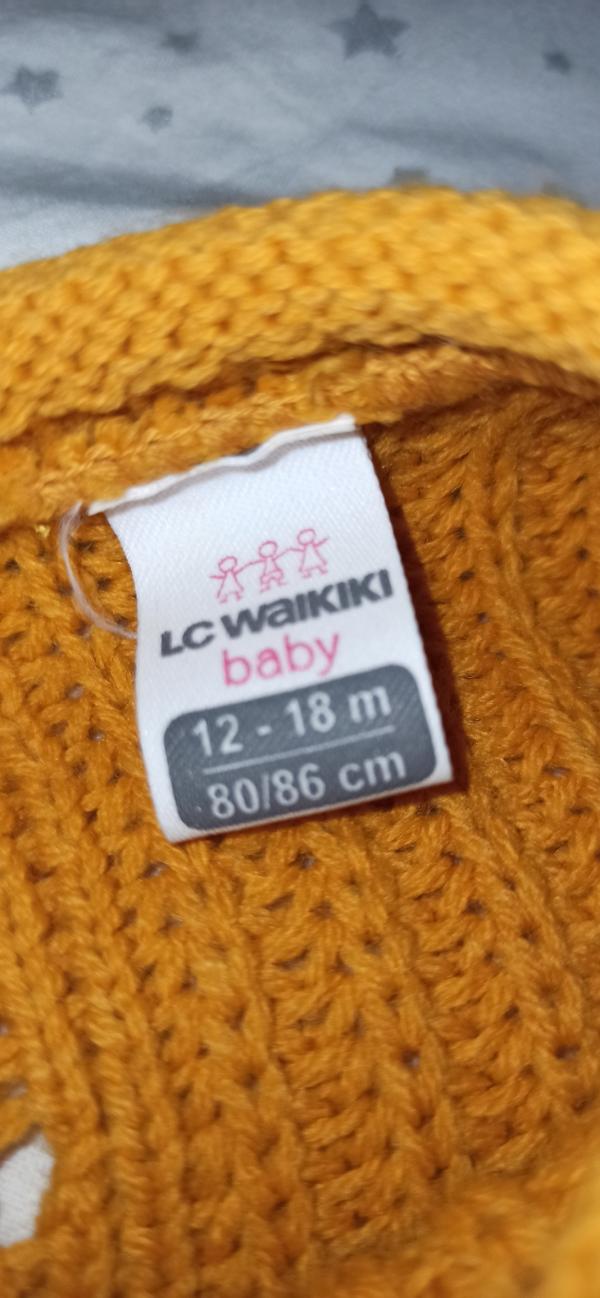 LC WAIKIKI
baby
12 - 18 m
80/86 cm